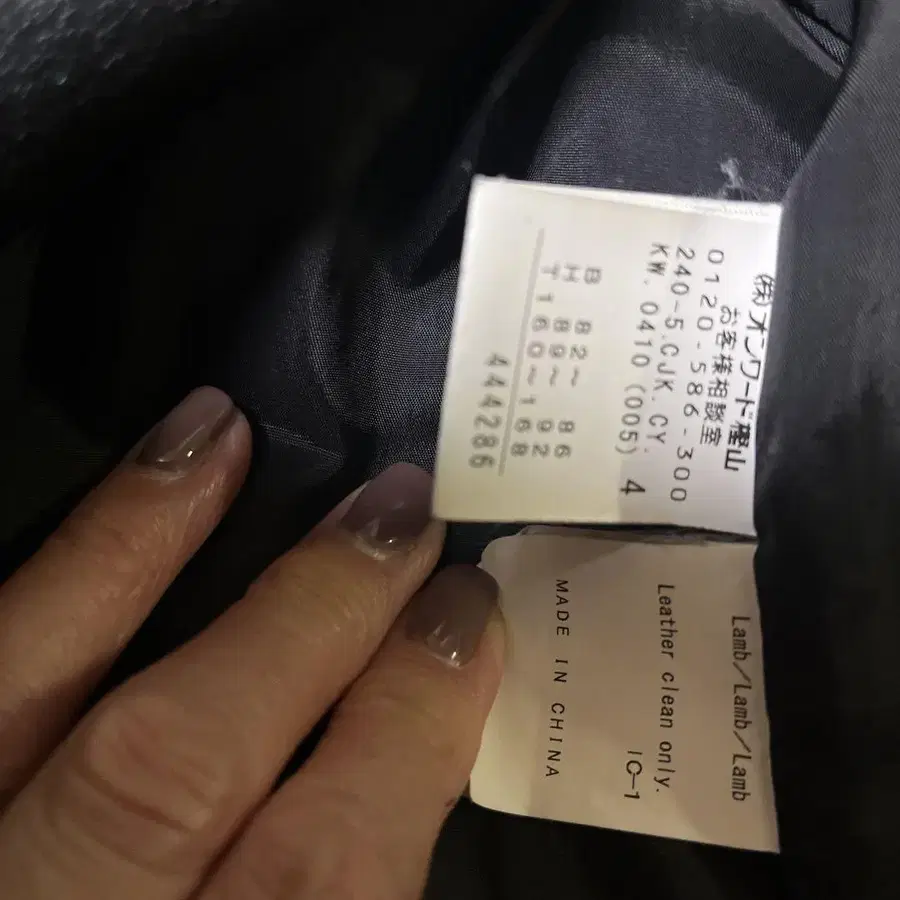 (株)オンワード樫山
お客様相談室
0120-586-300
240-5.CJK.CY. 4
KW.0410 (005)
B 82~ 86
H 89~ 92
T 160~168
444286
Lamb/Lamb/Lamb
Leather clean only.
IC-1
MADE IN CHINA